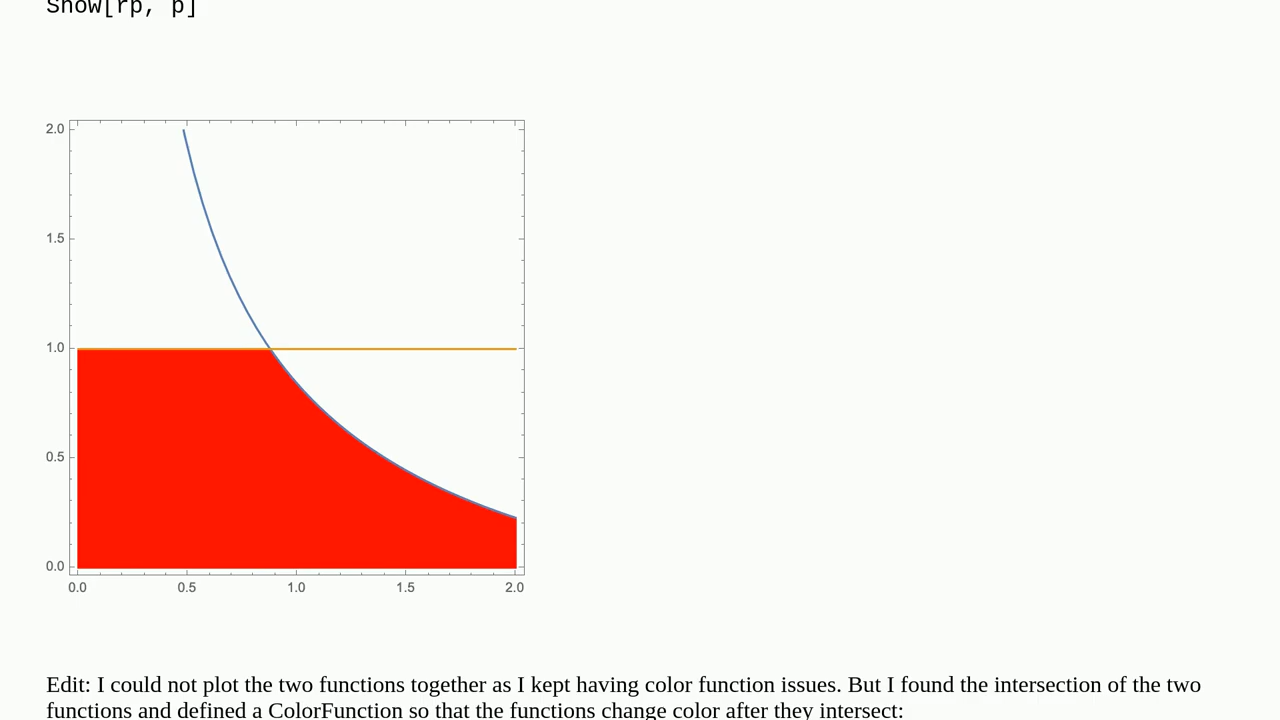 Show[rp, p]
2.0
1.5
1.0
0.5
0.0
0.0 0.5 1.0 1.5 2.0
Edit: I could not plot the two functions together as I kept having color function issues. But I found the intersection of the two
functions and defined a ColorFunction so that the functions change color after they intersect: